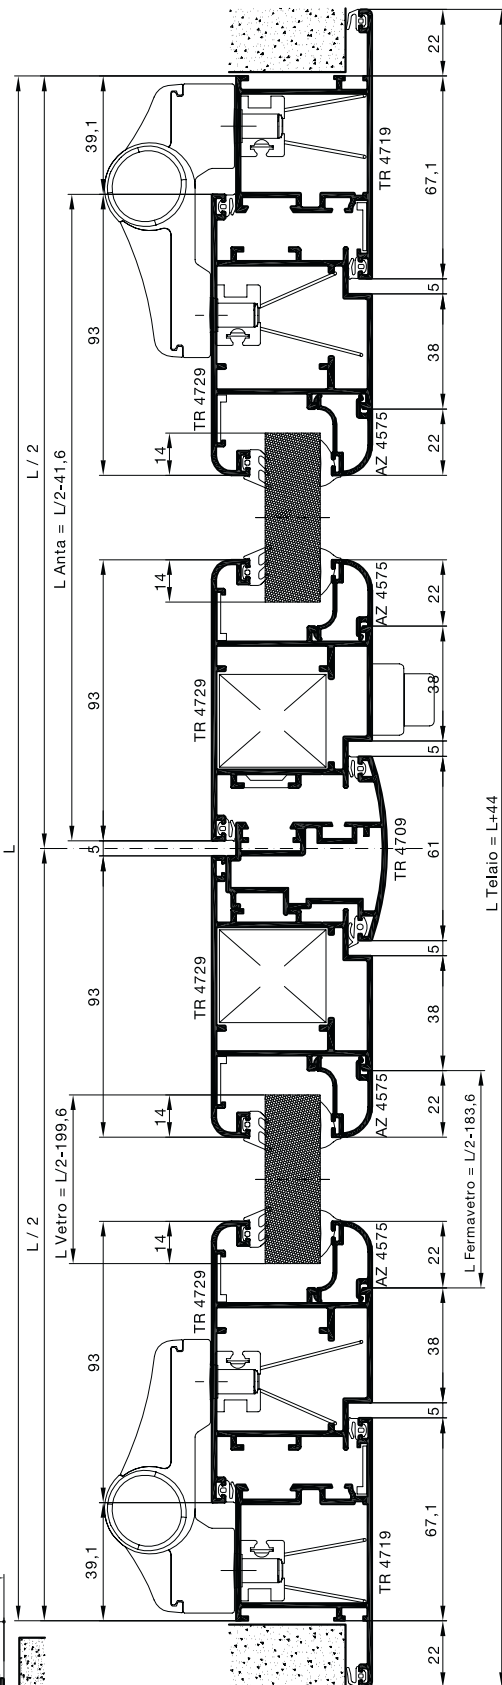 22
39,1
TR 4719
67,1
5
93
38
L / 2
L Anta = L/2-41,6
TR 4729
14
AZ 4575
22
14
AZ 4575
22
93
TR 4729
38
5
L
5
TR 4709
61
L Telaio = L+44
5
93
TR 4729
38
L Vetro = L/2-199,6
14
AZ 4575
22
L Fermavetro = L/2-183,6
L / 2
14
AZ 4575
22
TR 4729
93
38
5
39,1
TR 4719
67,1
22